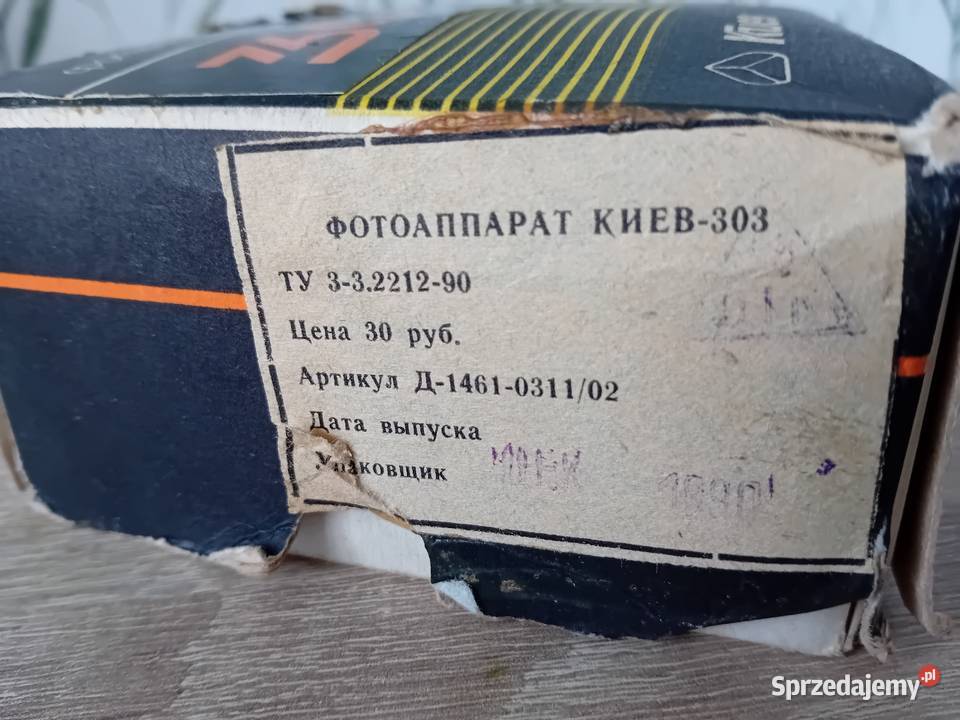 ФОТОАППАРАТ КИЕВ-303
ТУ 3-3.2212-90
Цена 30 руб.
Артикул Д-1461-0311/02
Дата выпуска
Упаковщик
Sprzedajemy.pl